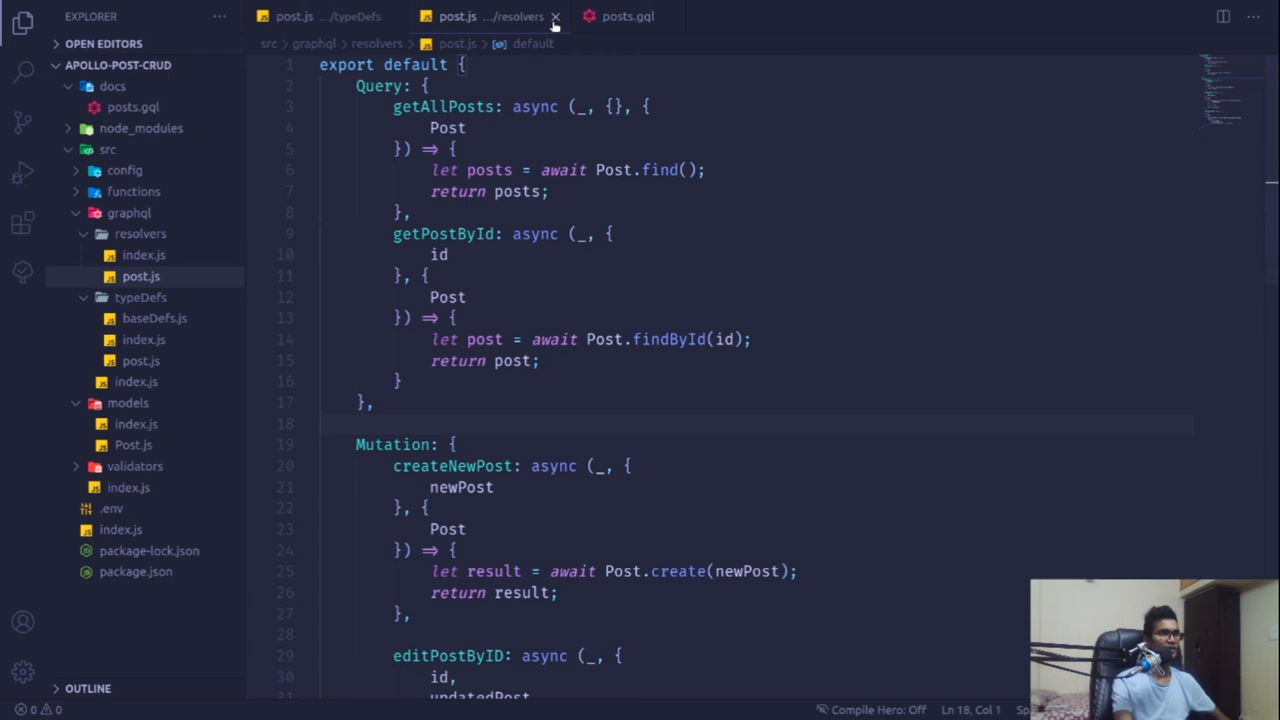 EXPLORER
OPEN EDITORS
APOLLO-POST-CRUD
docs
posts.gql
node_modules
src
config
functions
graphql
resolvers
index.js
post.js
typeDefs
baseDefs.js
index.js
post.js
index.js
models
index.js
Post.js
validators
index.js
.env
index.js
package-lock.json
package.json
OUTLINE
post.js .../typeDefs
post.js .../resolvers
posts.gql
src > graphql > resolvers > post.js > default
1 export default {
2 Query: {
3 getAllPosts: async (_, {}, {
4 Post
5 }) => {
6 let posts = await Post.find();
7 return posts;
8 },
9 getPostById: async (_, {
10 id
11 }, {
12 Post
13 }) => {
14 let post = await Post.findById(id);
15 return post;
16 }
17 },
18
19 Mutation: {
20 createNewPost: async (_, {
21 newPost
22 }, {
23 Post
24 }) => {
25 let result = await Post.create(newPost);
26 return result;
27 },
28
29 editPostByID: async (_, {
30 id,
31 updatedPost
0 0
Compile Hero: Off
Ln 18, Col 1